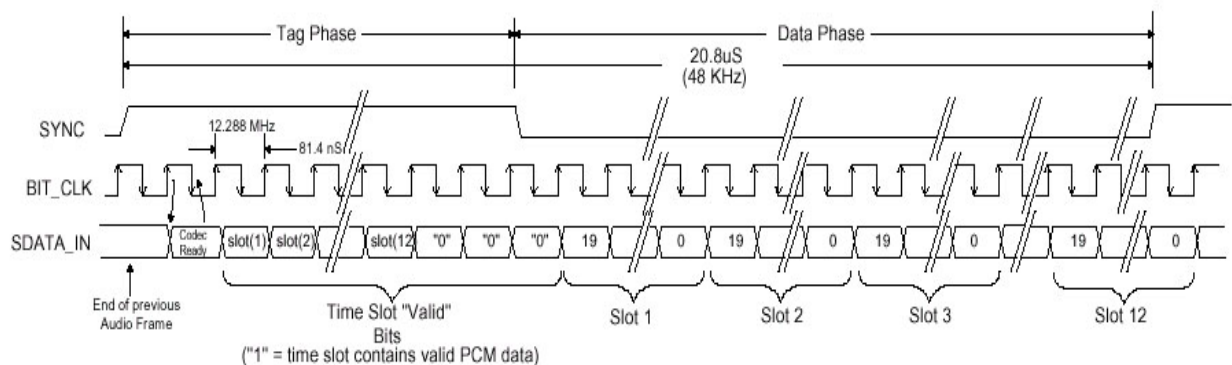 Tag Phase
Data Phase
20.8uS
(48 KHz)
SYNC
12.288 MHz
81.4 nS
BIT_CLK
SDATA_IN
Codec
Ready
slot(1)
slot(2)
slot(12
"0"
"0"
"0"
19
0
19
0
19
0
19
0
End of previous
Audio Frame
Time Slot "Valid"
Bits
("1" = time slot contains valid PCM data)
Slot 1
Slot 2
Slot 3
Slot 12